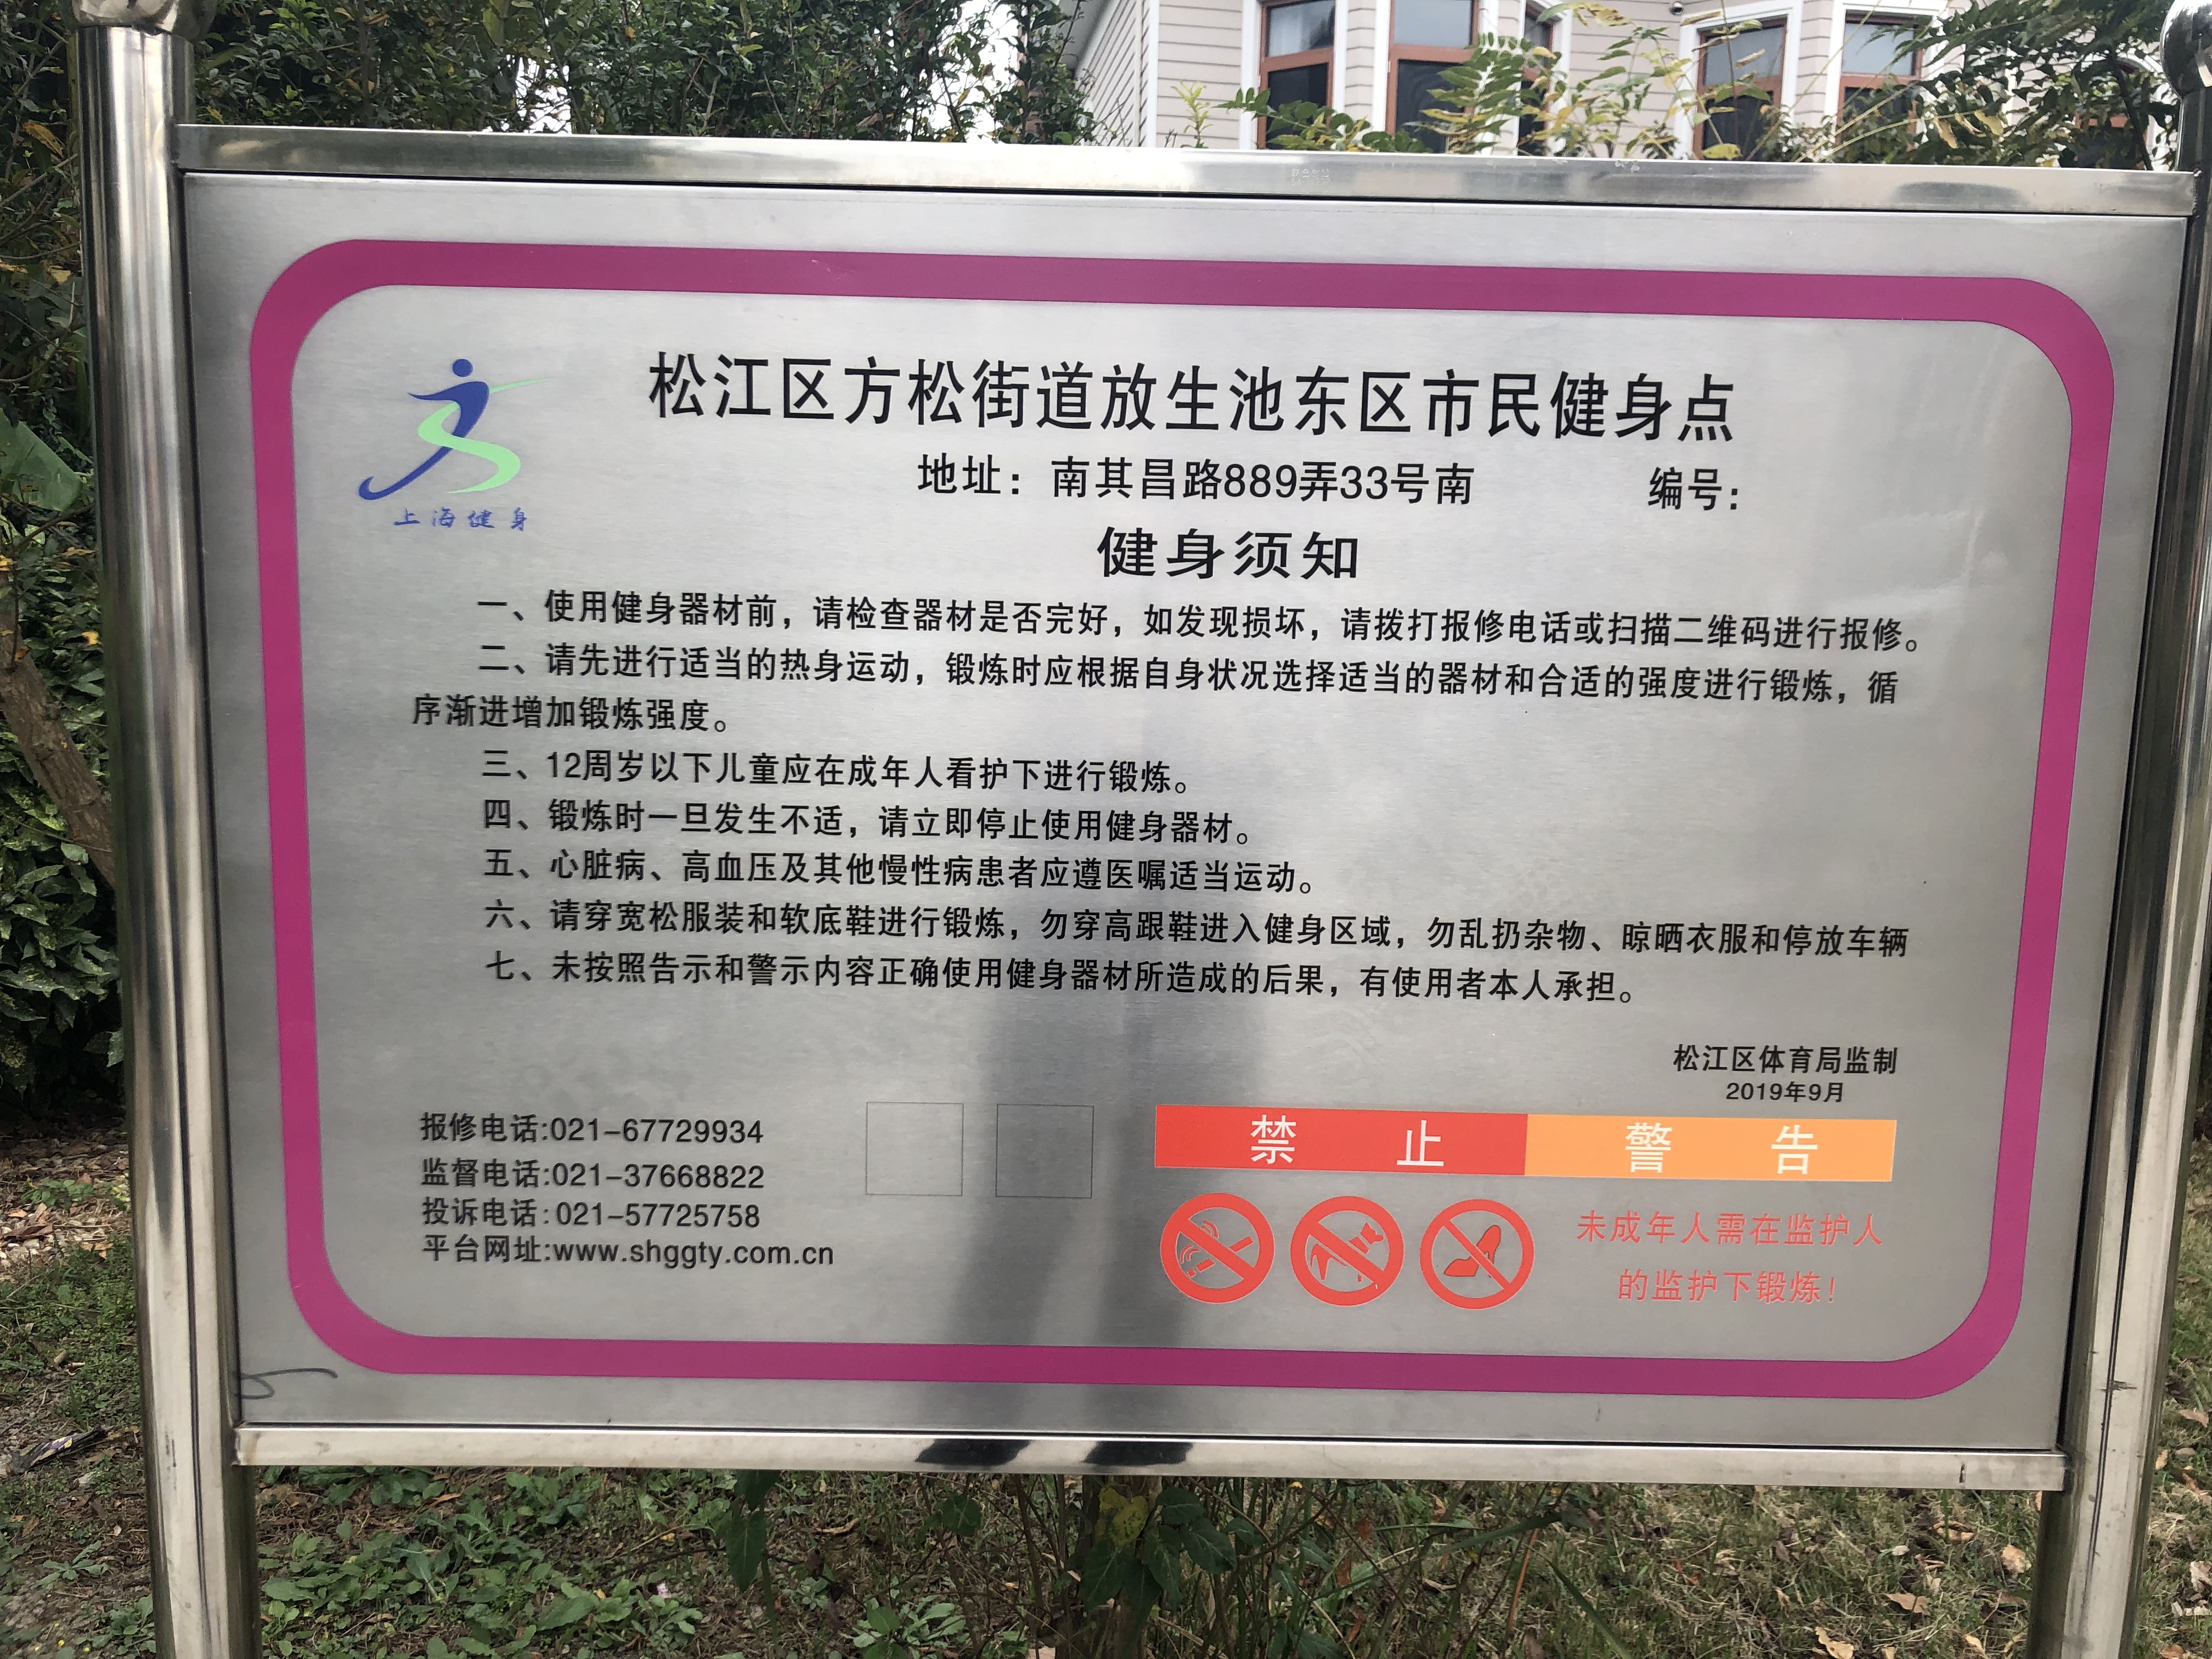 上海健身
松江区方松街道放生池东区市民健身点
地址：南其昌路889弄33号南 编号：
健身须知
一、使用健身器材前，请检查器材是否完好，如发现损坏，请拨打报修电话或扫描二维码进行报修。
二、请先进行适当的热身运动，锻炼时应根据自身状况选择适当的器材和合适的强度进行锻炼，循
序渐进增加锻炼强度。
三、12周岁以下儿童应在成年人看护下进行锻炼。
四、锻炼时一旦发生不适，请立即停止使用健身器材。
五、心脏病、高血压及其他慢性病患者应遵医嘱适当运动。
六、请穿宽松服装和软底鞋进行锻炼，勿穿高跟鞋进入健身区域，勿乱扔杂物、晾晒衣服和停放车辆
七、未按照告示和警示内容正确使用健身器材所造成的后果，有使用者本人承担。
松江区体育局监制
2019年9月
报修电话:021-67729934
监督电话:021-37668822
投诉电话:021-57725758
平台网址:www.shggty.com.cn
禁止 警告
未成年人需在监护人
的监护下锻炼！